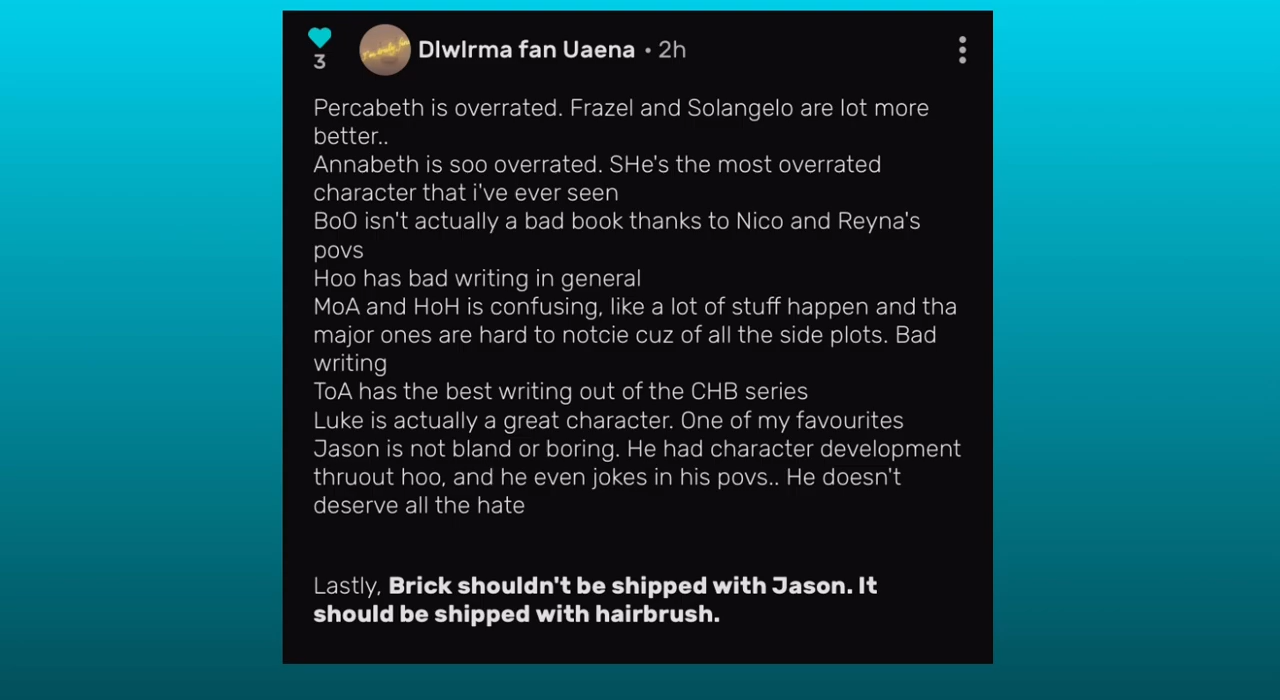 DlwIrma fan Uaena • 2h
3
Percabeth is overrated. Frazel and Solangelo are lot more
better..
Annabeth is soo overrated. SHe's the most overrated
character that i've ever seen
BoO isn't actually a bad book thanks to Nico and Reyna's
povs
Hoo has bad writing in general
MoA and HoH is confusing, like a lot of stuff happen and tha
major ones are hard to notcie cuz of all the side plots. Bad
writing
ToA has the best writing out of the CHB series
Luke is actually a great character. One of my favourites
Jason is not bland or boring. He had character development
thruout hoo, and he even jokes in his povs.. He doesn't
deserve all the hate
Lastly, Brick shouldn't be shipped with Jason. It
should be shipped with hairbrush.